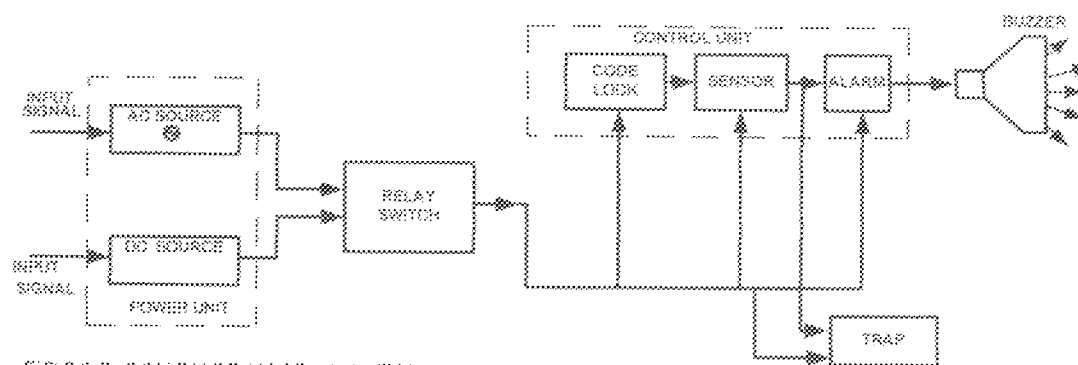 BUZZER
CONTROL UNIT
CODE
LOCK
SENSOR
ALARM
INPUT
SIGNAL
AC SOURCE
RELAY
SWITCH
DC SOURCE
INPUT
SIGNAL
POWER UNIT
TRAP